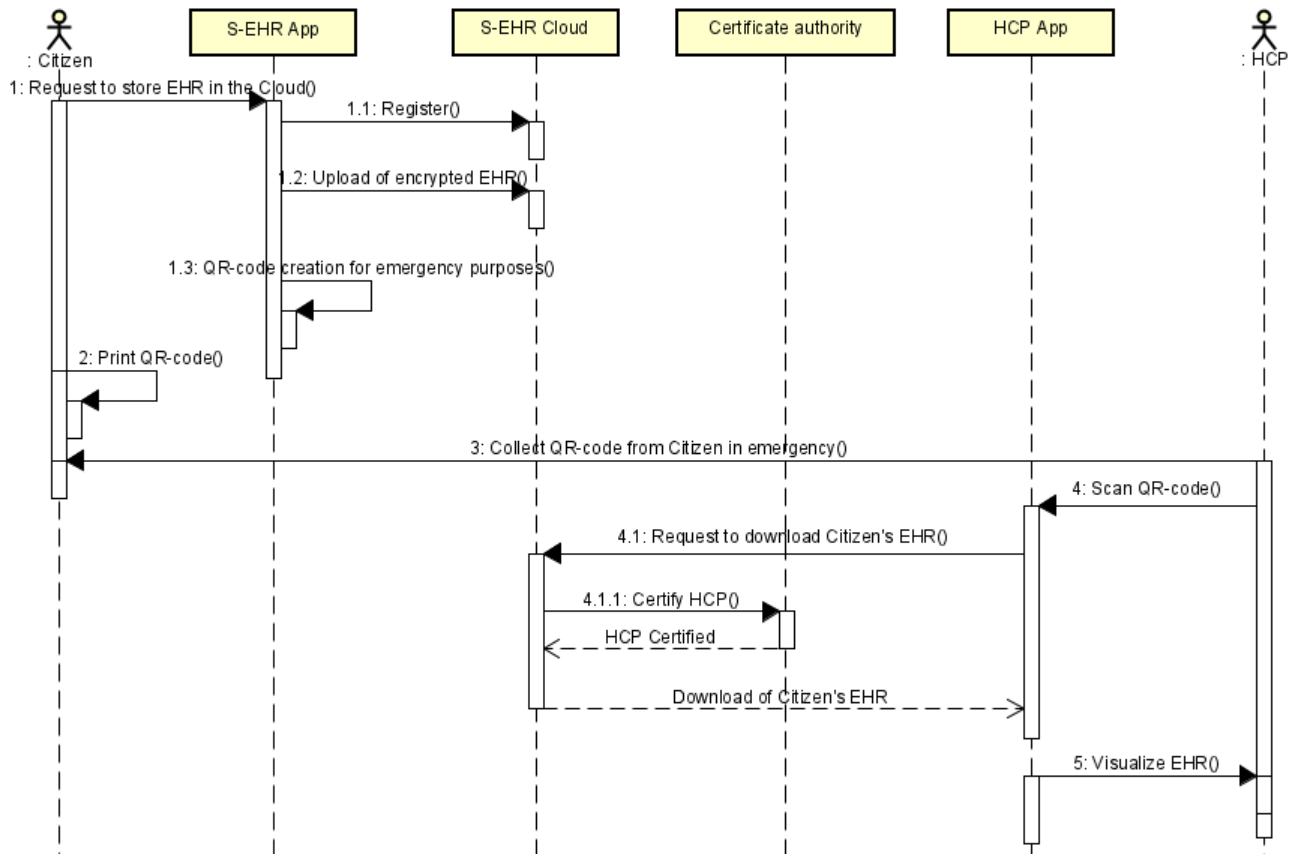 S-EHR App
S-EHR Cloud
Certificate authority
HCP App
: Citizen
: HCP
1: Request to store EHR in the Cloud()
1.1: Register()
1.2: Upload of encrypted EHR()
1.3: QR-code creation for emergency purposes()
2: Print QR-code()
3: Collect QR-code from Citizen in emergency()
4: Scan QR-code()
4.1: Request to download Citizen's EHR()
4.1.1: Certify HCP()
HCP Certified
Download of Citizen's EHR
5: Visualize EHR()